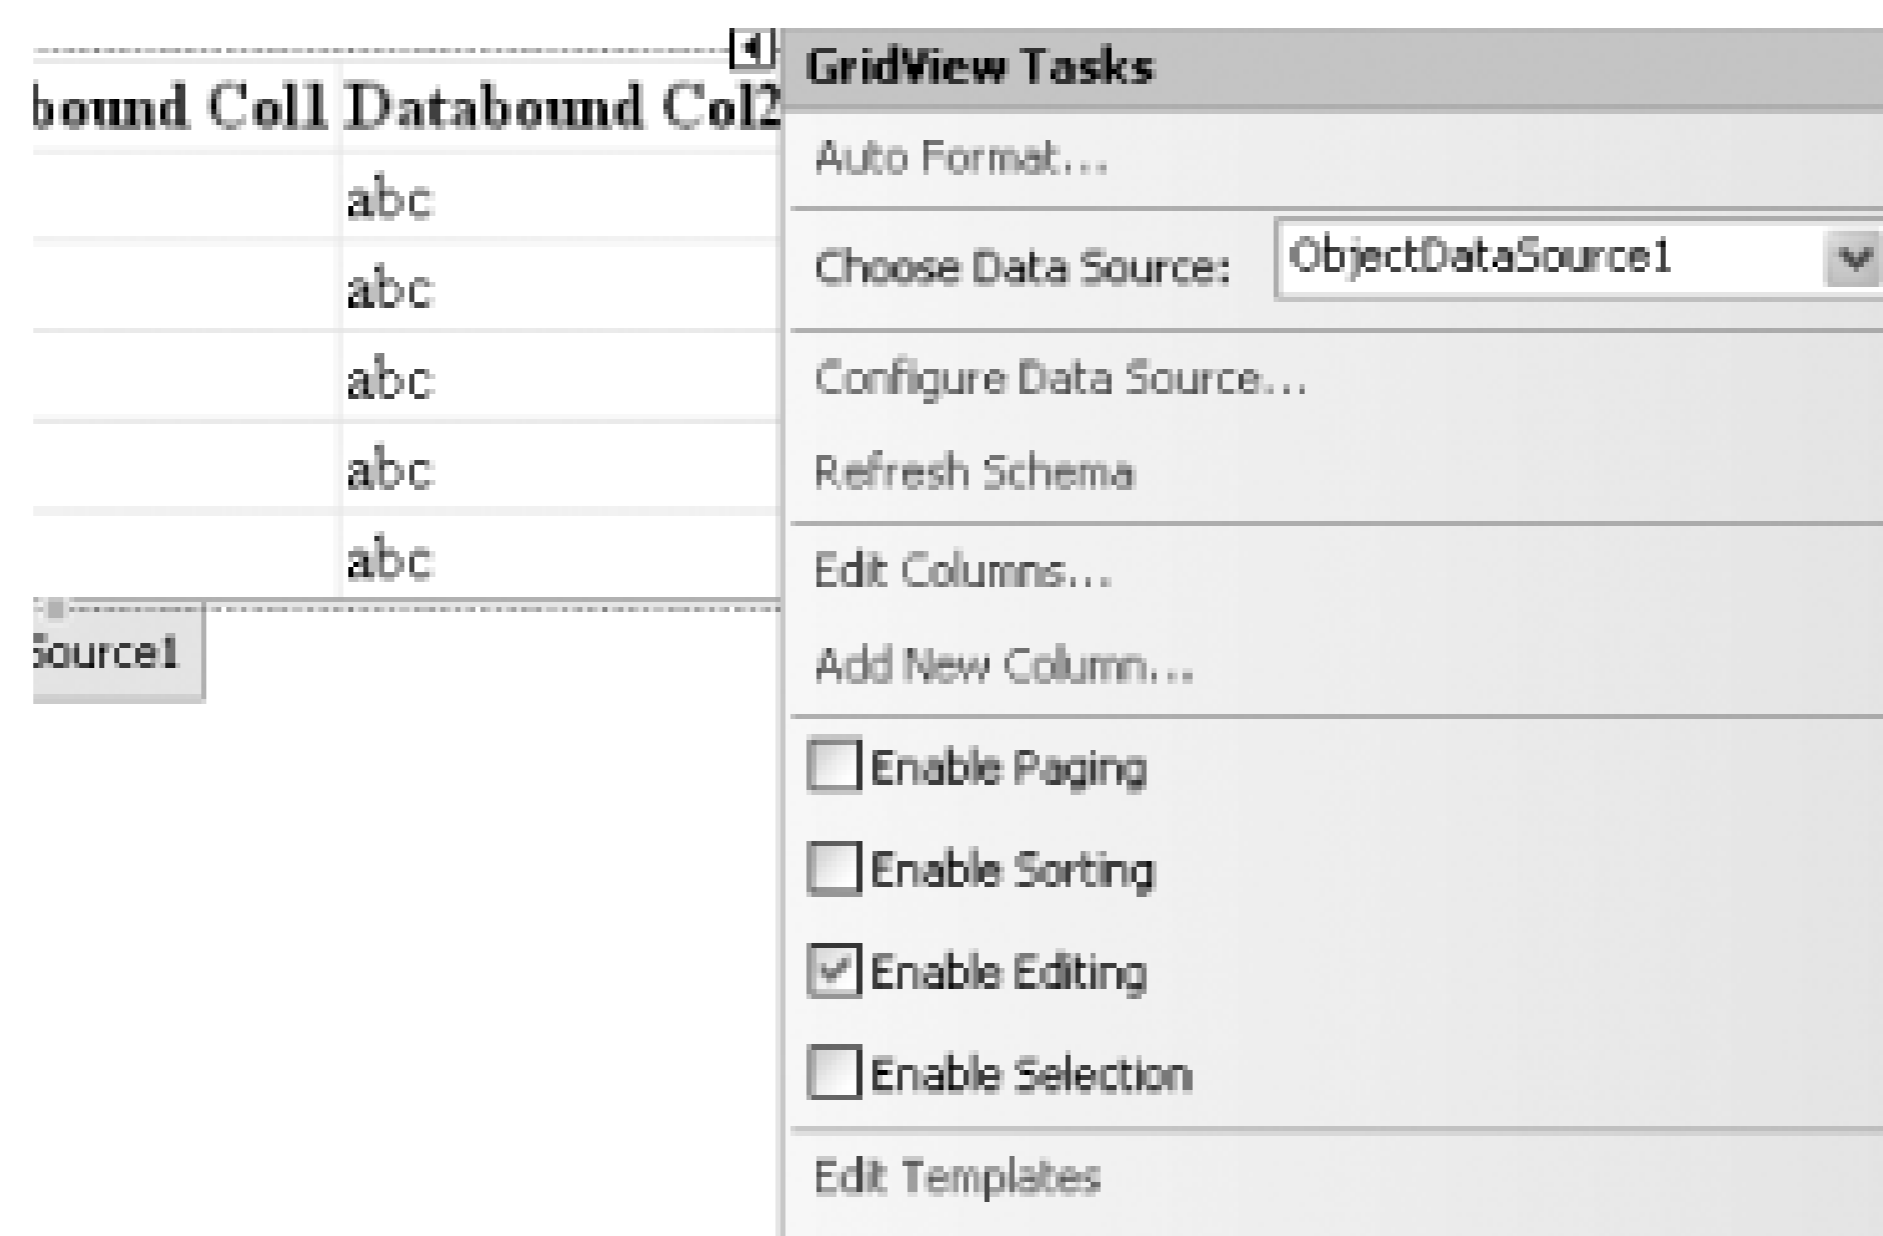 bound Col1 Databound Col2
abc
abc
abc
abc
abc
Source1
GridView Tasks
Auto Format...
Choose Data Source: ObjectDataSource1
Configure Data Source...
Refresh Schema
Edit Columns...
Add New Column...
Enable Paging
Enable Sorting
Enable Editing
Enable Selection
Edit Templates